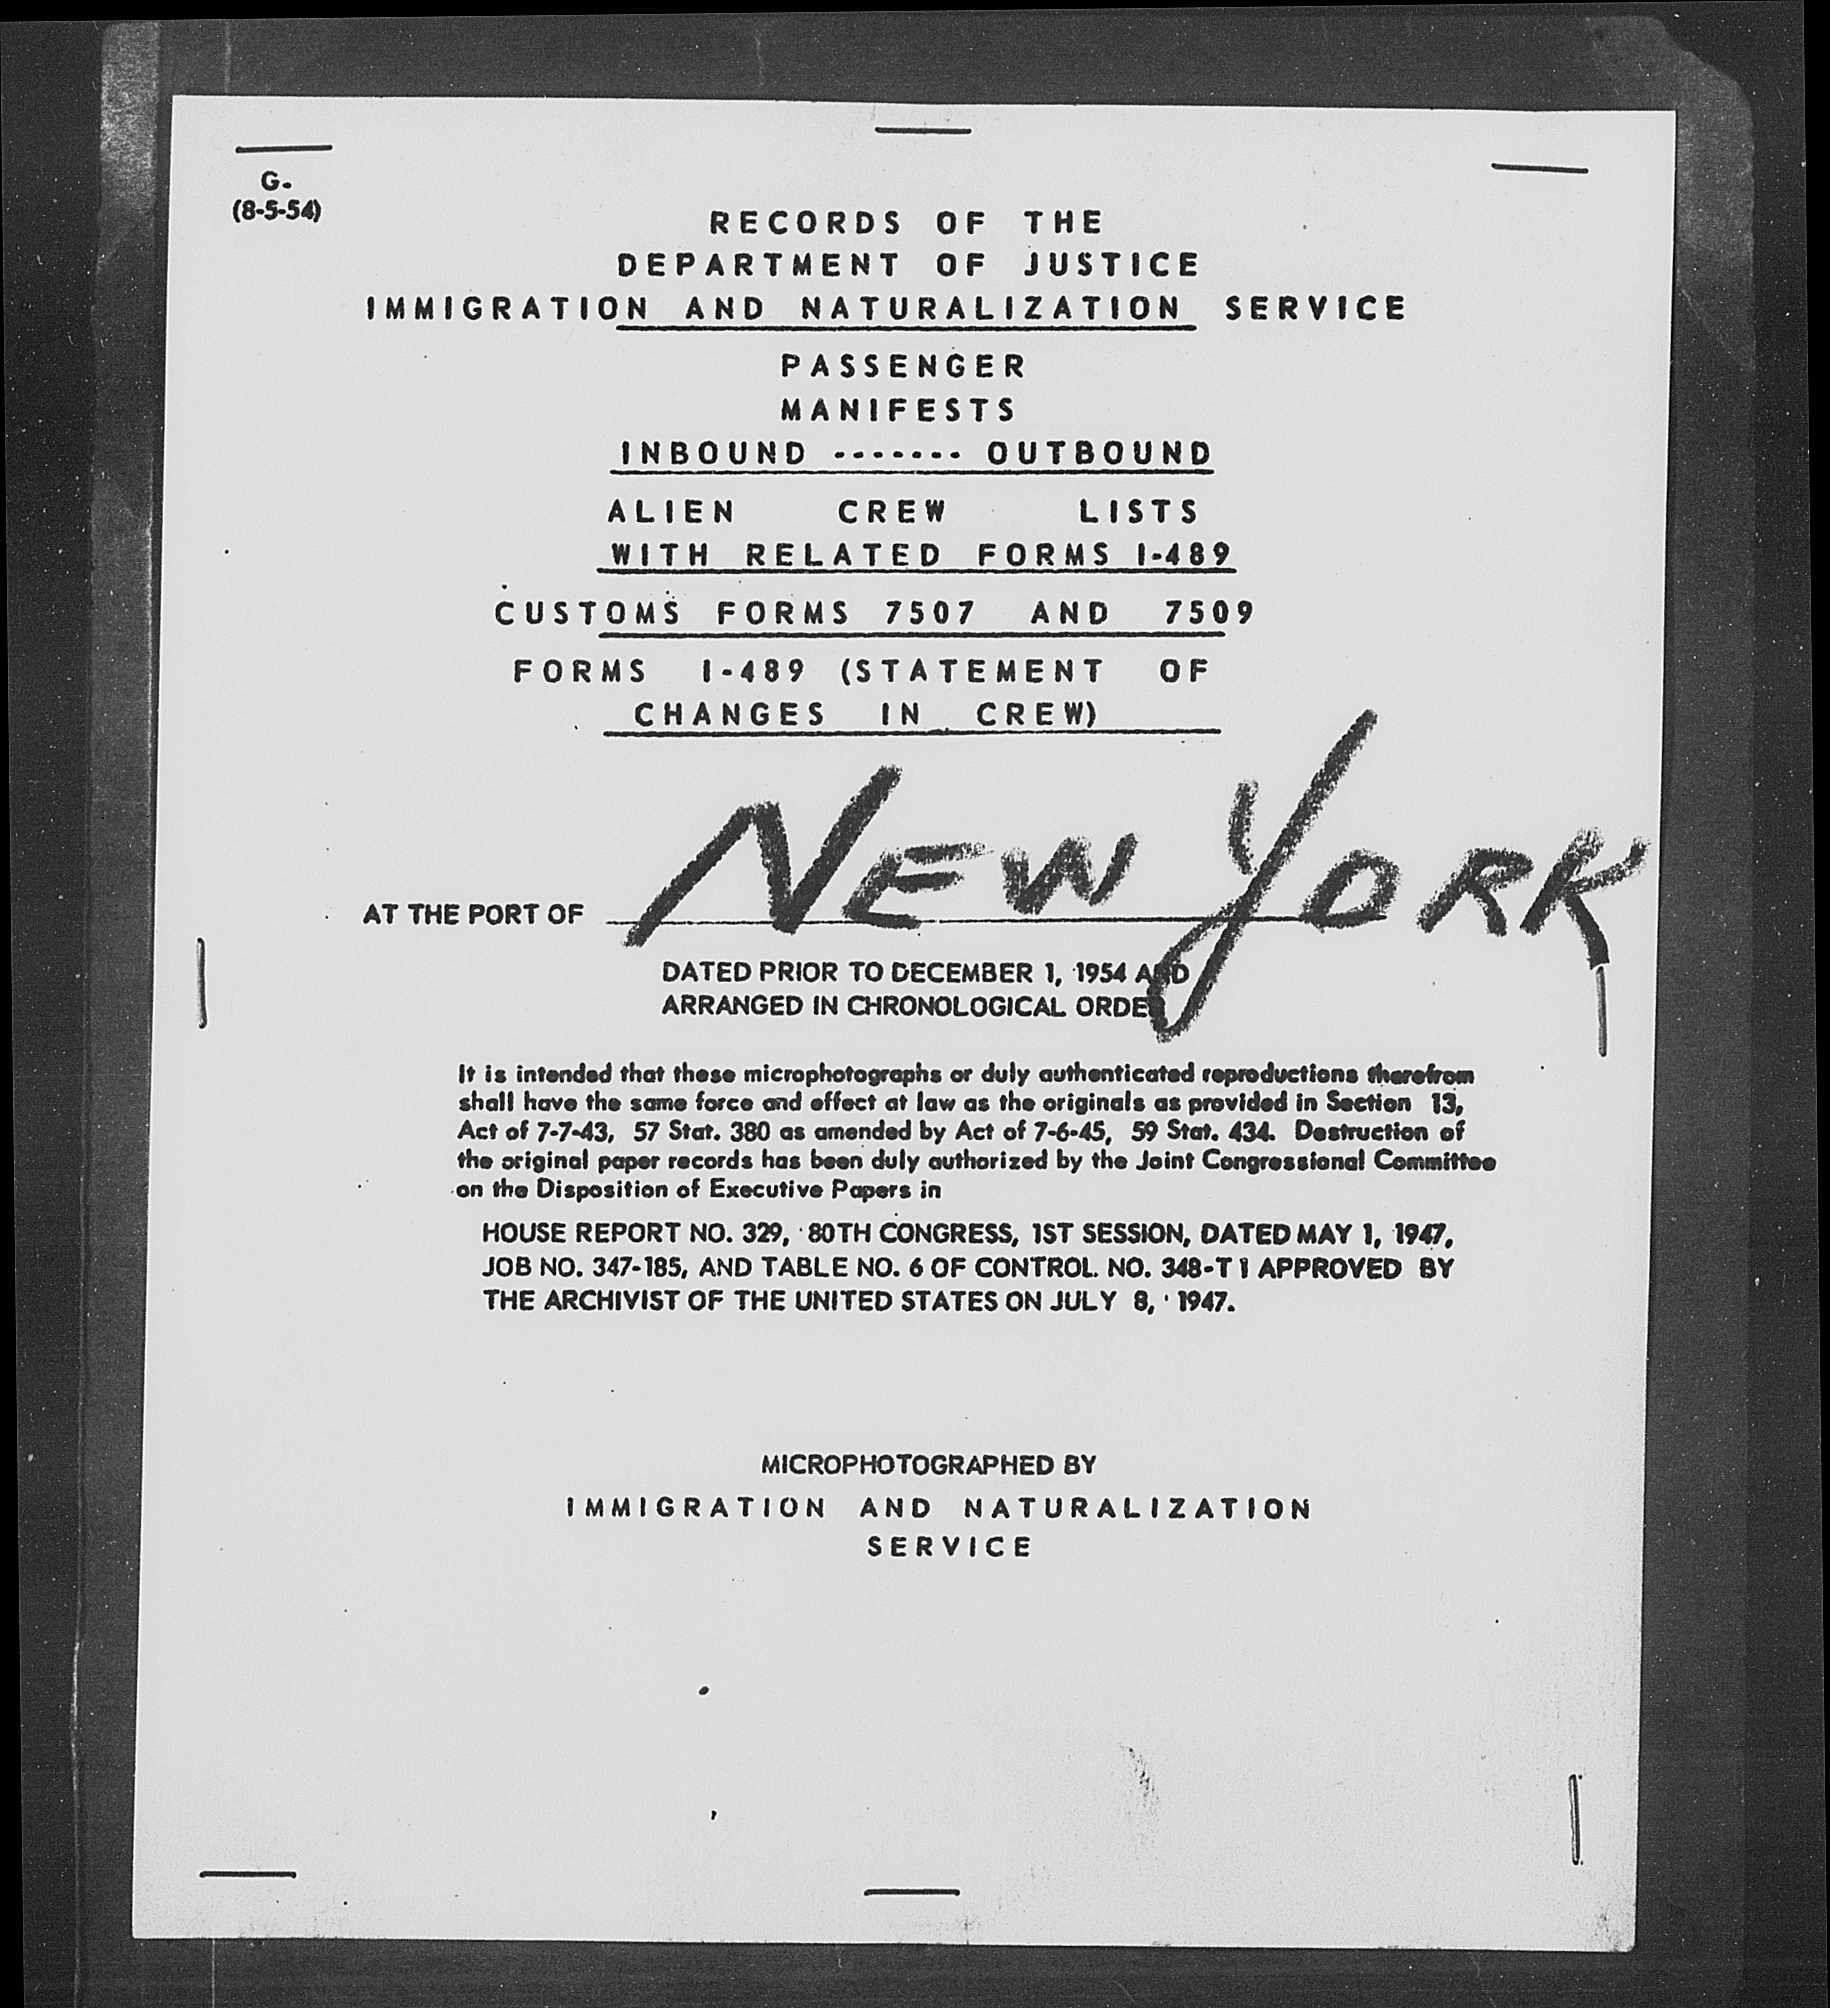 G.
(8-5-54)
RECORDS OF THE
DEPARTMENT OF JUSTICE
IMMIGRATION AND NATURALIZATION SERVICE
PASSENGER
MANIFESTS
INBOUND ------- OUTBOUND
ALIEN CREW LISTS
WITH RELATED FORMS I-489
CUSTOMS FORMS 7507 AND 7509
FORMS I-489 (STATEMENT OF
CHANGES IN CREW)
AT THE PORT OF NEW YORK
DATED PRIOR TO DECEMBER 1, 1954 AND
ARRANGED IN CHRONOLOGICAL ORDER
It is intended that these microphotographs or duly authenticated reproductions therefrom
shall have the same force and effect at law as the originals as provided in Section 13,
Act of 7-7-43, 57 Stat. 380 as amended by Act of 7-6-45, 59 Stat. 434. Destruction of
the original paper records has been duly authorized by the Joint Congressional Committee
on the Disposition of Executive Papers in
HOUSE REPORT NO. 329, 80TH CONGRESS, 1ST SESSION, DATED MAY 1, 1947,
JOB NO. 347-185, AND TABLE NO. 6 OF CONTROL NO. 348-T1 APPROVED BY
THE ARCHIVIST OF THE UNITED STATES ON JULY 8, 1947.
MICROPHOTOGRAPHED BY
IMMIGRATION AND NATURALIZATION
SERVICE